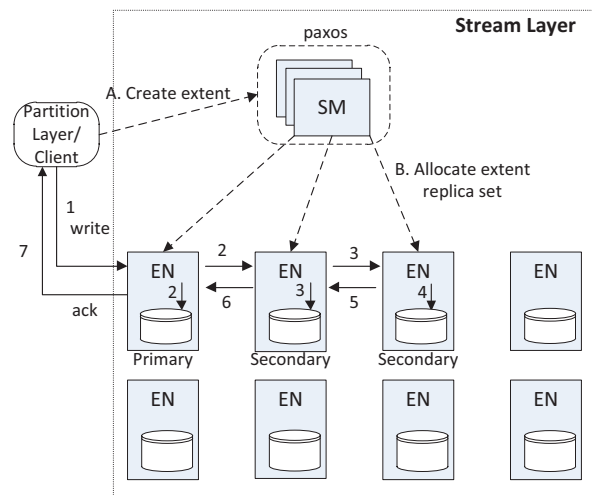 Stream Layer
paxos
SM
A. Create extent
Partition
Layer/
Client
B. Allocate extent
replica set
1
write
7
ack
EN
2
Primary
2
6
EN
3
Secondary
3
5
EN
4
Secondary
EN
EN
EN
EN
EN